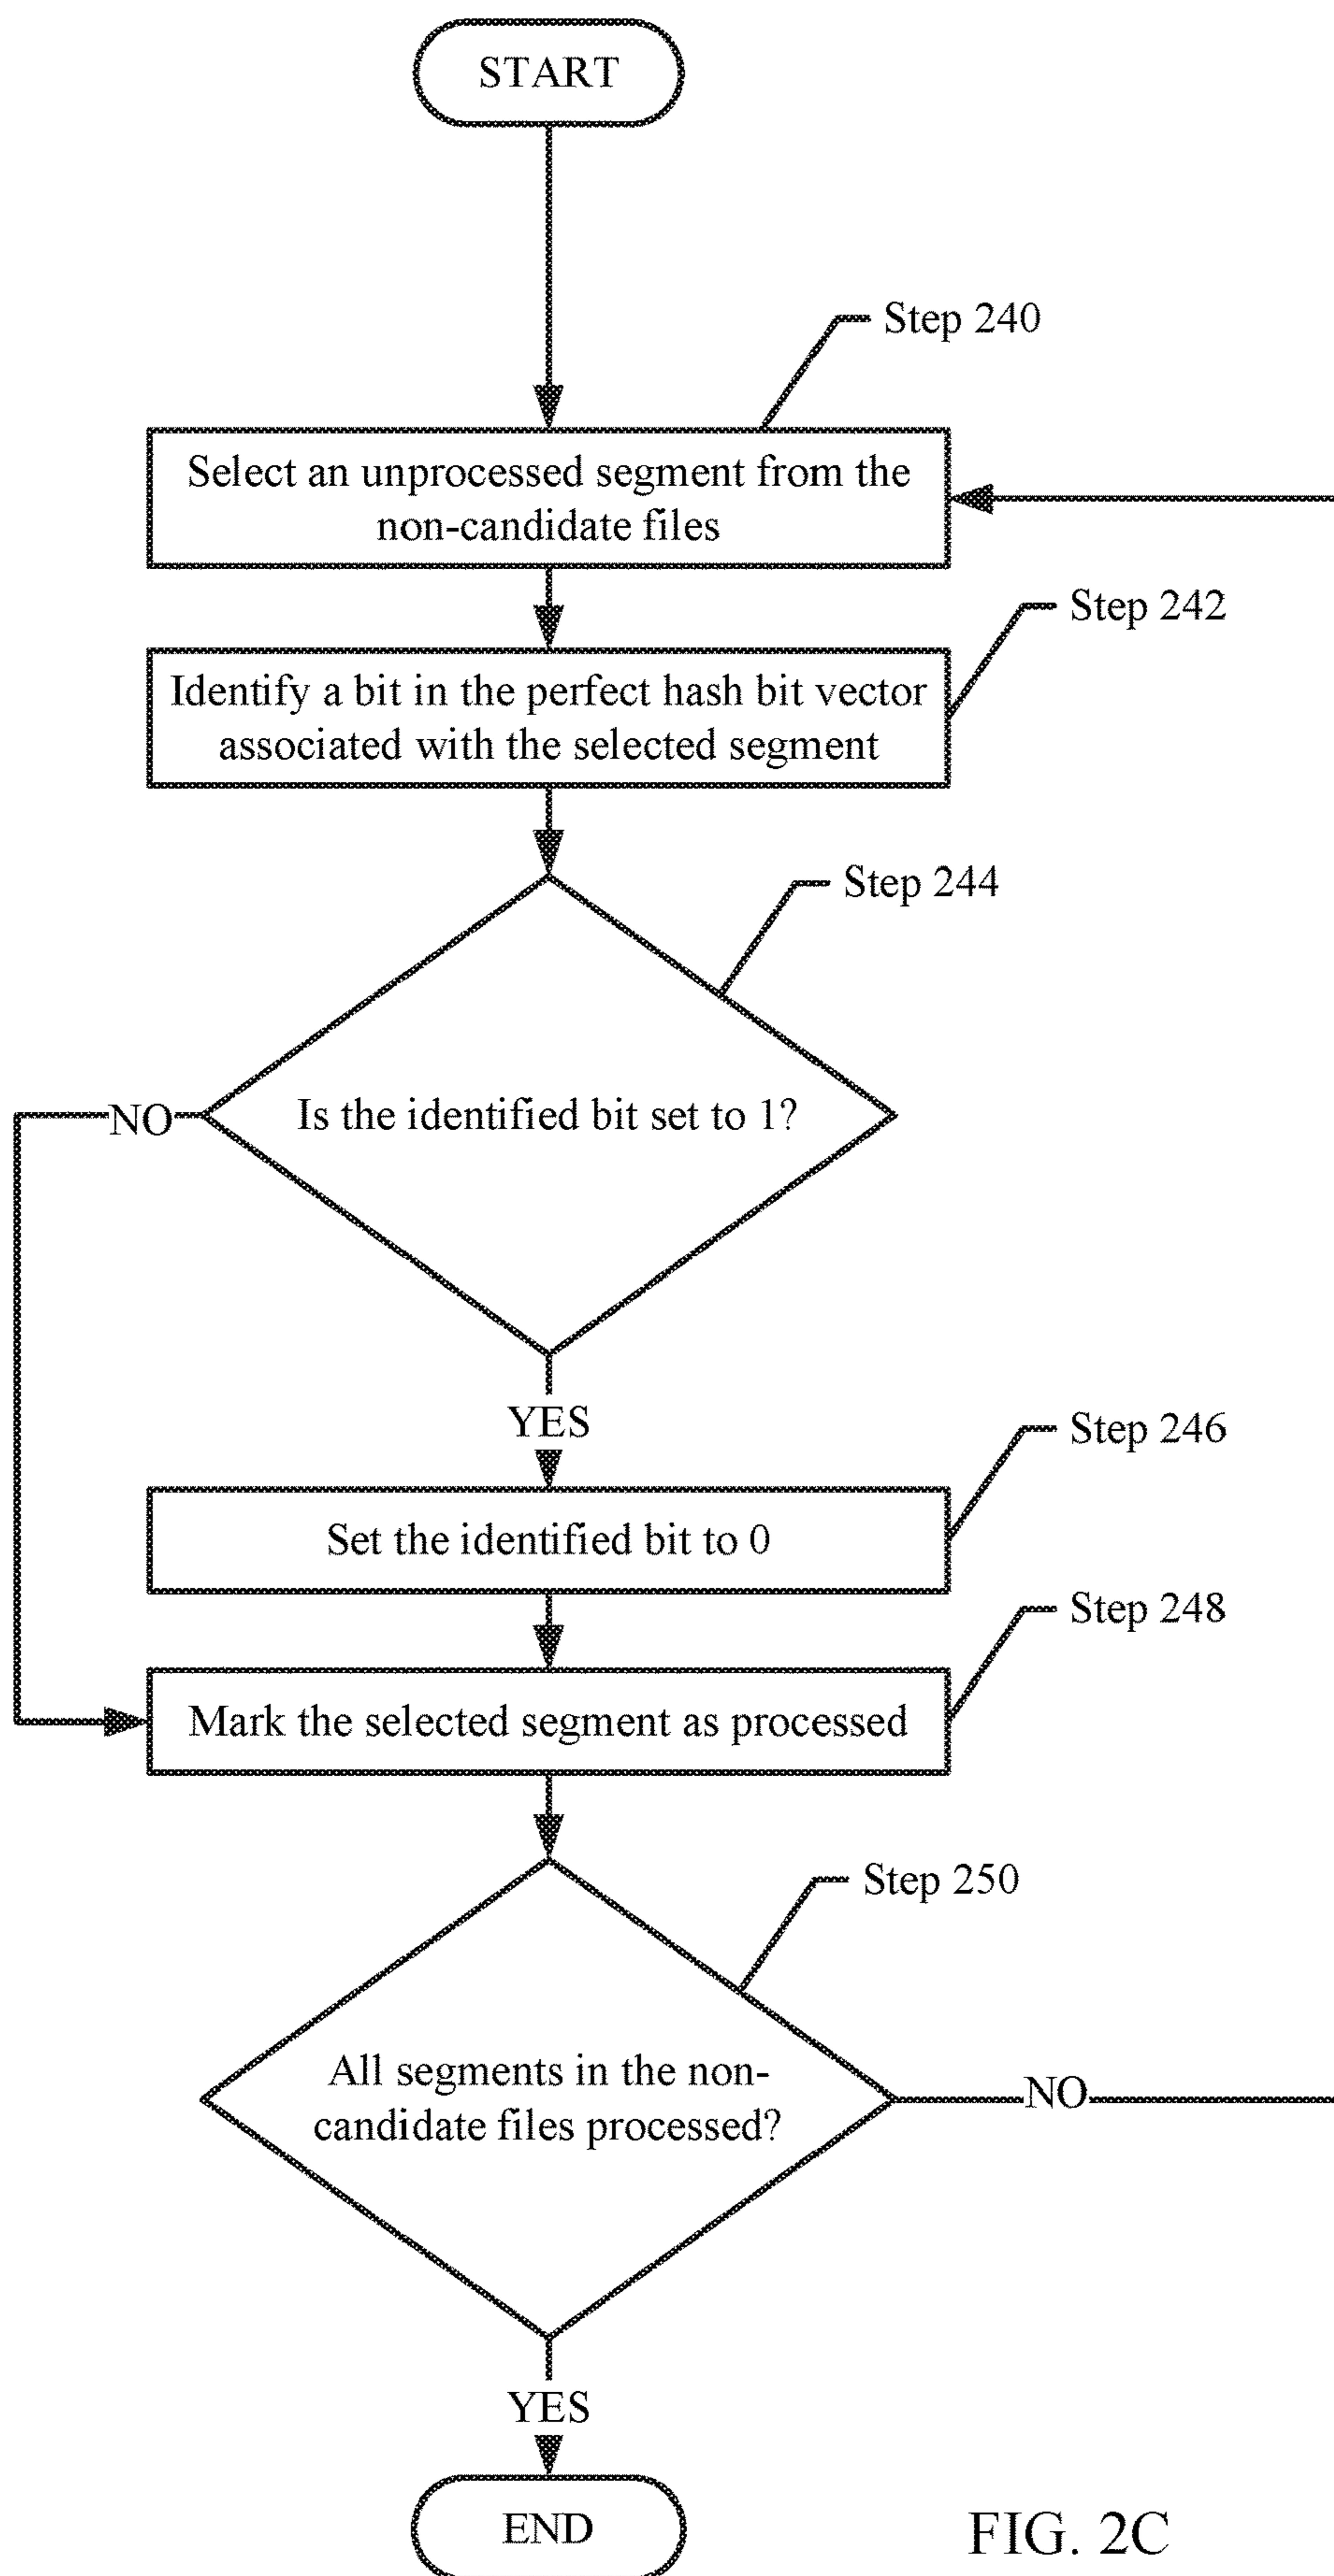 START
Step 240
Select an unprocessed segment from the
non-candidate files
Step 242
Identify a bit in the perfect hash bit vector
associated with the selected segment
Step 244
Is the identified bit set to 1?
NO
YES
Step 246
Set the identified bit to 0
Step 248
Mark the selected segment as processed
Step 250
All segments in the non-
candidate files processed?
NO
YES
END
FIG. 2C